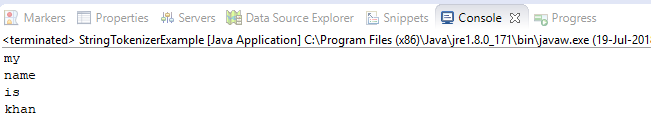 Markers Properties Servers Data Source Explorer Snippets Console Progress
<terminated> StringTokenizerExample [Java Application] C:\Program Files (x86)\Java\jre1.8.0_171\bin\javaw.exe (19-Jul-201
my
name
is
khan